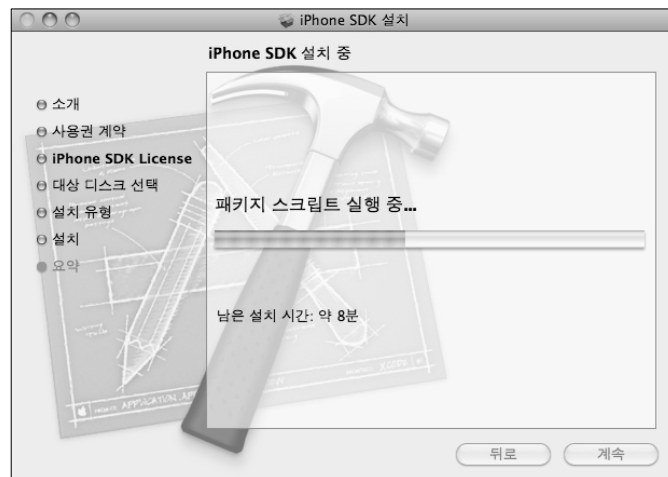 iPhone SDK 설치
iPhone SDK 설치 중
소개
사용권 계약
iPhone SDK License
대상 디스크 선택
설치 유형
설치
요약
패키지 스크립트 실행 중...
남은 설치 시간: 약 8분
PROJECT APPLICATION.APP
뒤로
계속